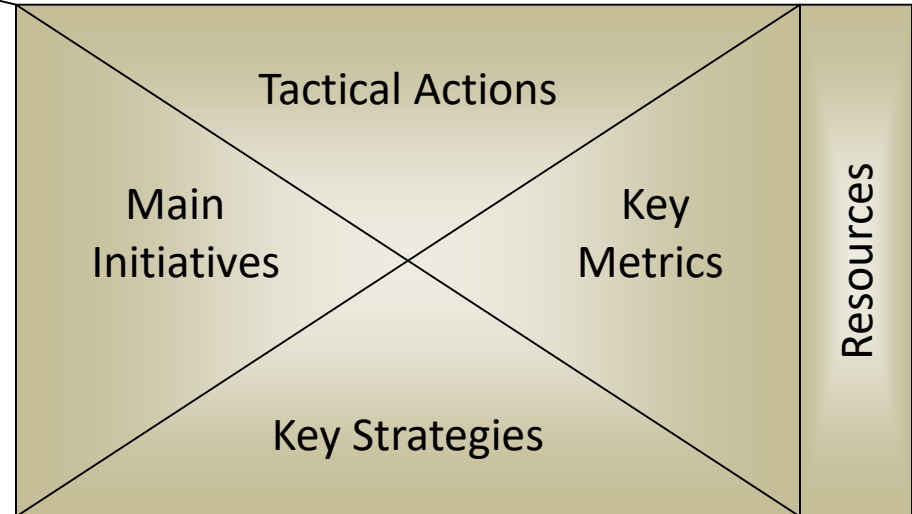 Tactical Actions
Main
Initiatives
Key
Metrics
Resources
Key Strategies